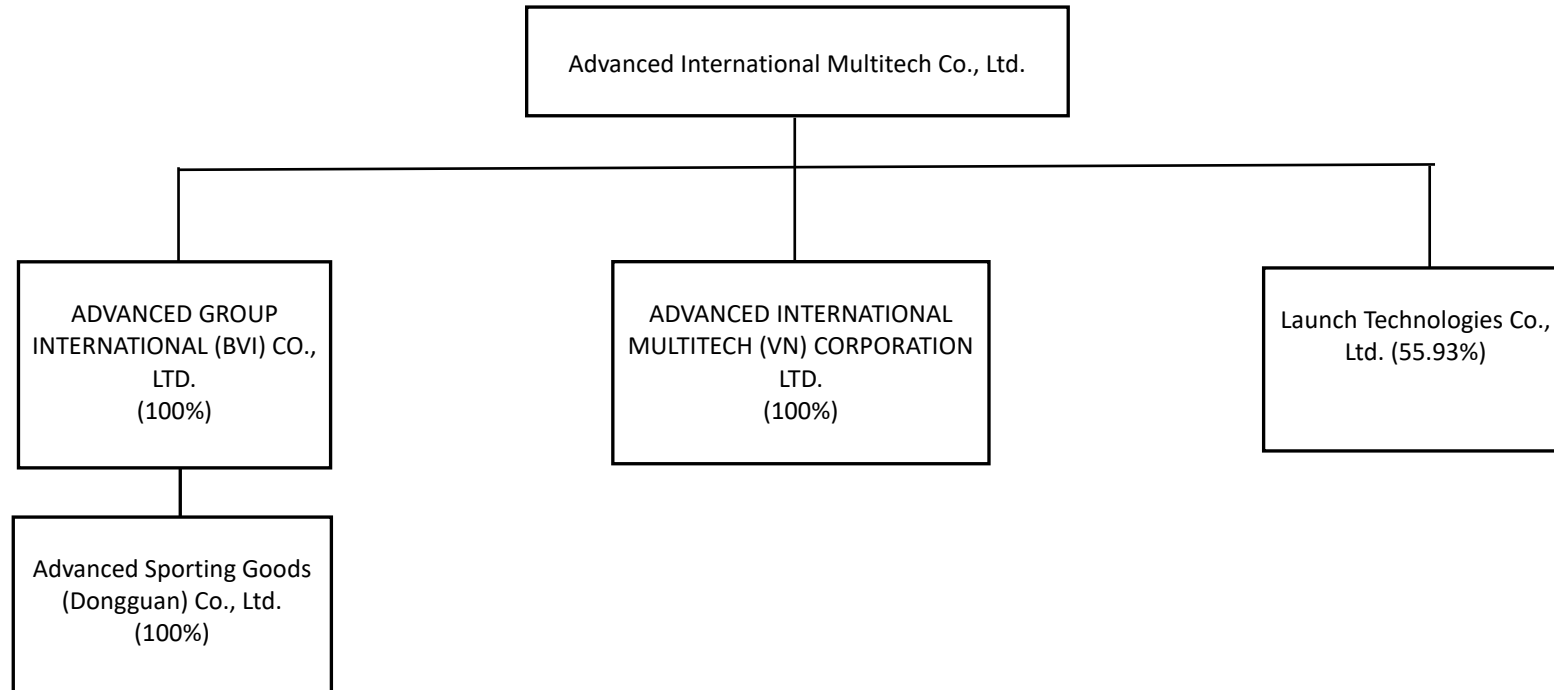 Advanced International Multitech Co., Ltd.
ADVANCED GROUP
INTERNATIONAL (BVI) CO.,
LTD.
(100%)
ADVANCED INTERNATIONAL
MULTITECH (VN) CORPORATION
LTD.
(100%)
Launch Technologies Co.,
Ltd. (55.93%)
Advanced Sporting Goods
(Dongguan) Co., Ltd.
(100%)